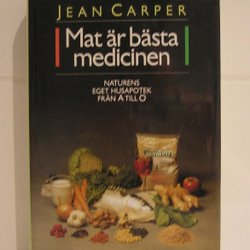 JEAN CARPER
Mat är bästa
medicinen
NATURENS
EGET HUSAPOTEK
FRÅN A TILL Ö